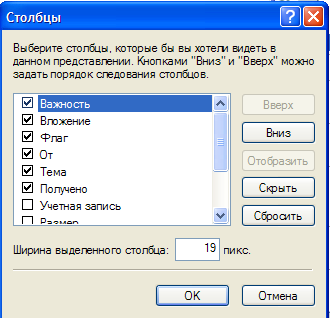 Столбцы
Выберите столбцы, которые бы вы хотели видеть в
данном представлении. Кнопками "Вниз" и "Вверх" можно
задать порядок следования столбцов.
Важность
Вложение
Флаг
От
Тема
Получено
Учетная запись
Размер
Вверх
Вниз
Отобразить
Скрыть
Сбросить
Ширина выделенного столбца: 19 пикс.
OK
Отмена